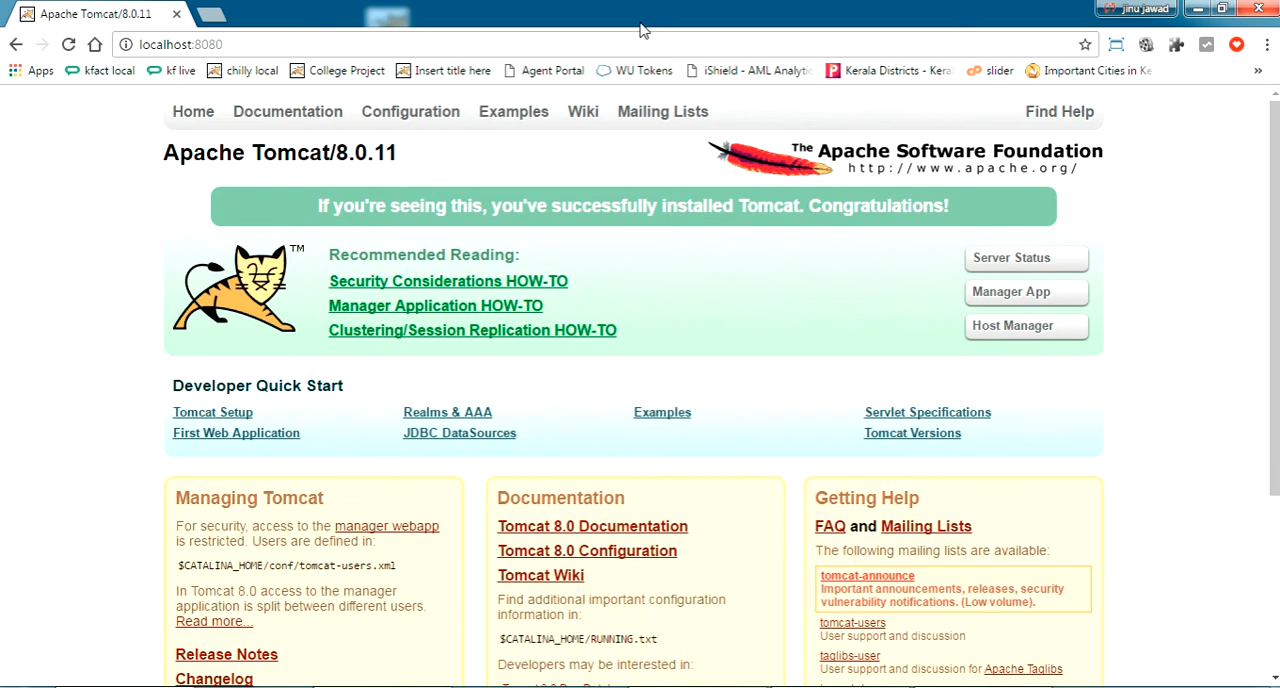 Apache Tomcat/8.0.11
jinu jawad
localhost:8080
Apps kfact local kf live chilly local College Project Insert title here Agent Portal WU Tokens iShield - AML Analytic Kerala Districts - Kera slider Important Cities in Ke »
Home Documentation Configuration Examples Wiki Mailing Lists Find Help
Apache Tomcat/8.0.11
The Apache Software Foundation
http://www.apache.org/
If you're seeing this, you've successfully installed Tomcat. Congratulations!
TM
Recommended Reading:
Security Considerations HOW-TO
Manager Application HOW-TO
Clustering/Session Replication HOW-TO
Server Status
Manager App
Host Manager
Developer Quick Start
Tomcat Setup
First Web Application
Realms & AAA
JDBC DataSources
Examples
Servlet Specifications
Tomcat Versions
Managing Tomcat
For security, access to the manager webapp
is restricted. Users are defined in:
$CATALINA_HOME/conf/tomcat-users.xml
In Tomcat 8.0 access to the manager
application is split between different users.
Read more...
Release Notes
Changelog
Documentation
Tomcat 8.0 Documentation
Tomcat 8.0 Configuration
Tomcat Wiki
Find additional important configuration
information in:
$CATALINA_HOME/RUNNING.txt
Developers may be interested in:
Getting Help
FAQ and Mailing Lists
The following mailing lists are available:
tomcat-announce
Important announcements, releases, security
vulnerability notifications. (Low volume).
tomcat-users
User support and discussion
taglibs-user
User support and discussion for Apache Taglibs